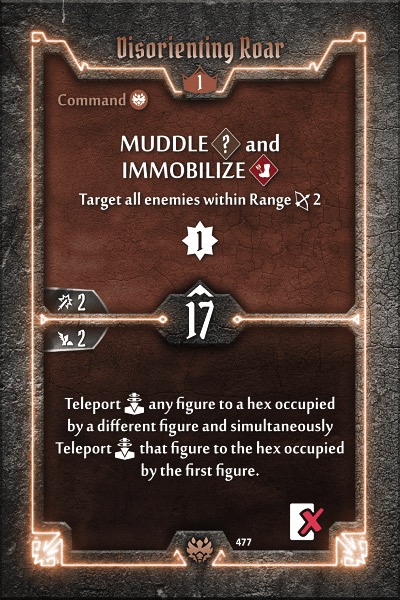 Disorienting Roar
1
Command
MUDDLE ? and
IMMOBILIZE
Target all enemies within Range 2
1
2
17
2
Teleport any figure to a hex occupied
by a different figure and simultaneously
Teleport that figure to the hex occupied
by the first figure.
477